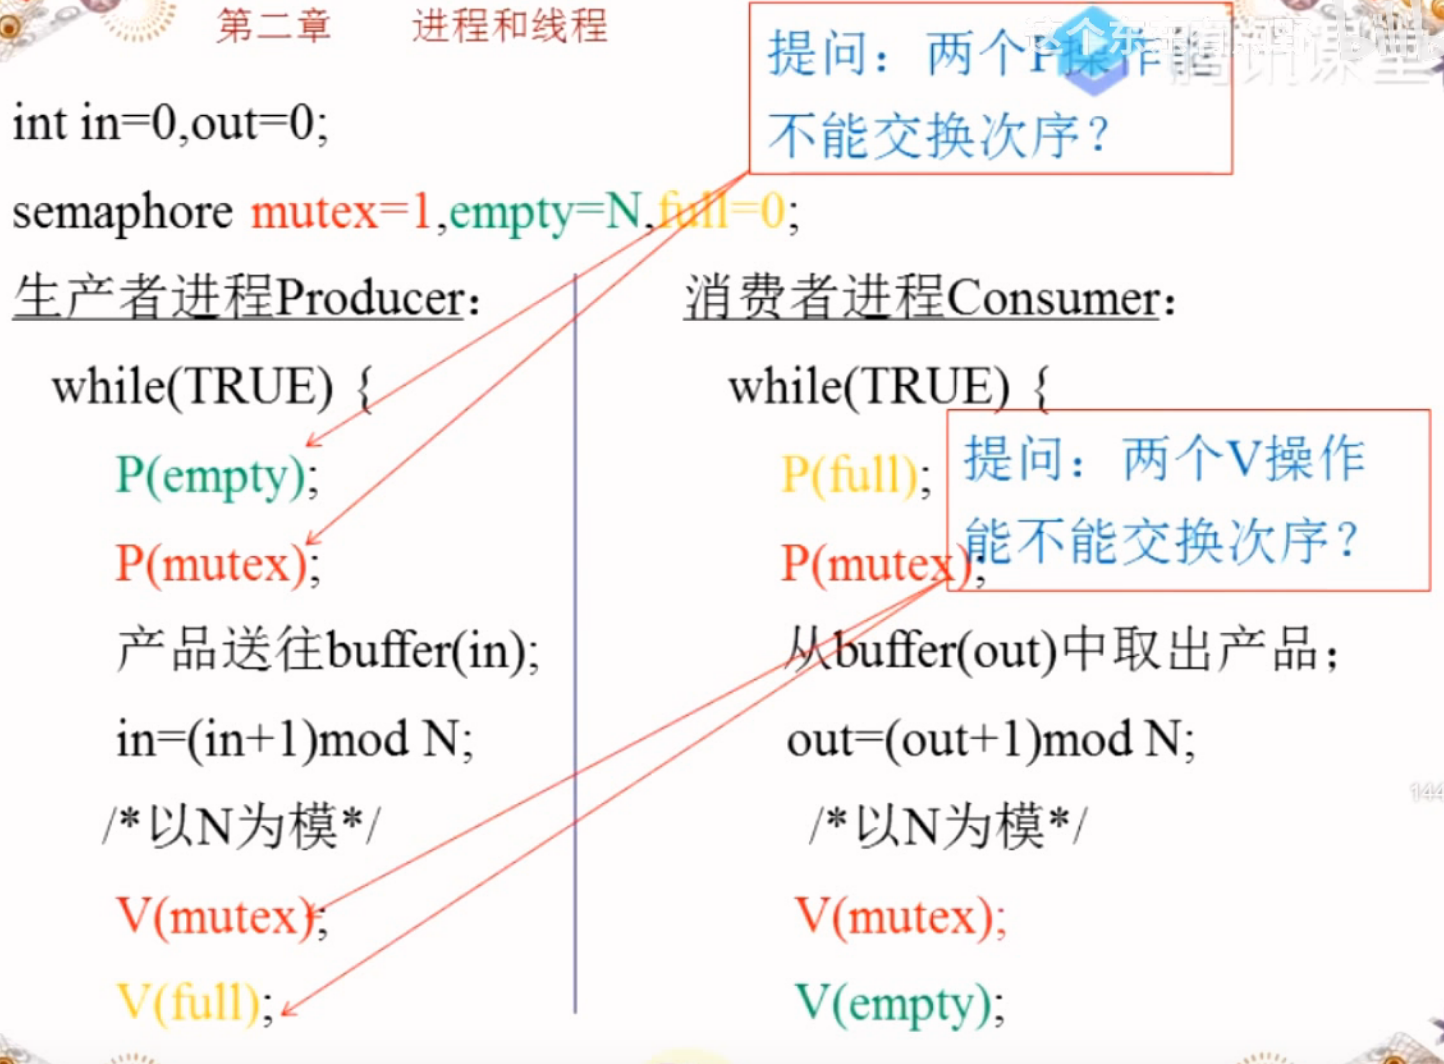 第二章 进程和线程
提问：两个P操作能
不能交换次序？
腾讯课堂
int in=0,out=0;
semaphore mutex=1,empty=N,full=0;
生产者进程Producer：
while(TRUE) {
P(empty);
P(mutex);
产品送往buffer(in);
in=(in+1)mod N;
/*以N为模*/
V(mutex);
V(full);
消费者进程Consumer：
while(TRUE) {
P(full);
P(mutex);
提问：两个V操作
能不能交换次序？
从buffer(out)中取出产品；
out=(out+1)mod N;
/*以N为模*/
V(mutex);
V(empty);
144